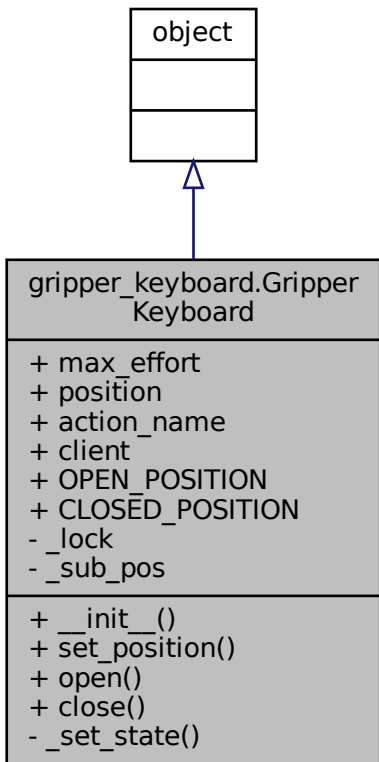 object
gripper_keyboard.Gripper
Keyboard
+ max_effort
+ position
+ action_name
+ client
+ OPEN_POSITION
+ CLOSED_POSITION
- _lock
- _sub_pos
+ __init__()
+ set_position()
+ open()
+ close()
- _set_state()